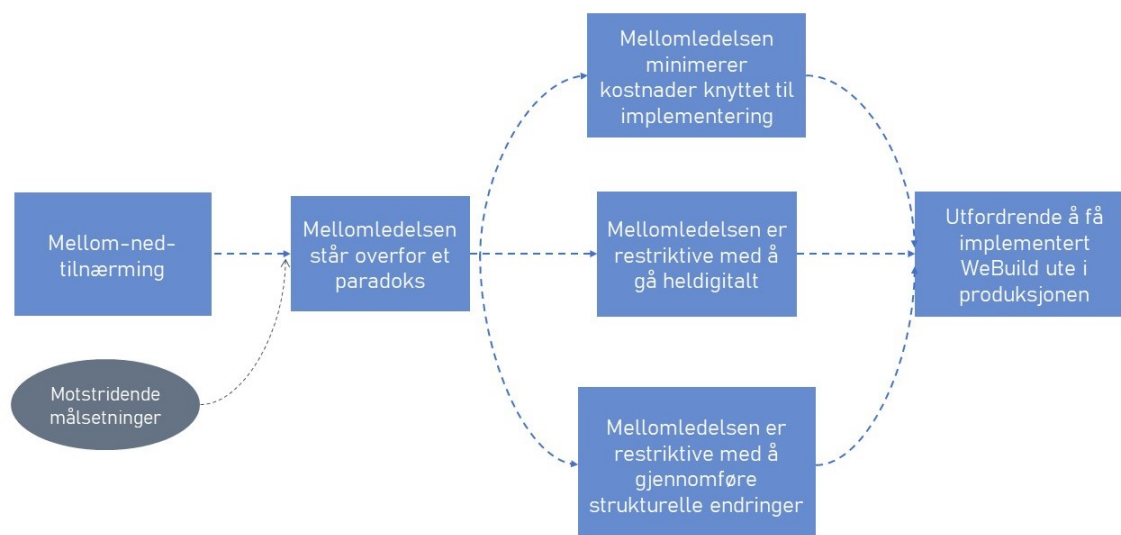 Mellom-ned-
tilnærming
Motstridende
målsetninger
Mellomledelsen
står overfor et
paradoks
Mellomledelsen
minimerer
kostnader knyttet til
implementering
Mellomledelsen er
restriktive med å
gå heldigitalt
Mellomledelsen er
restriktive med å
gjennomføre
strukturelle endringer
Utfordrende å få
implementert
WeBuild ute i
produksjonen